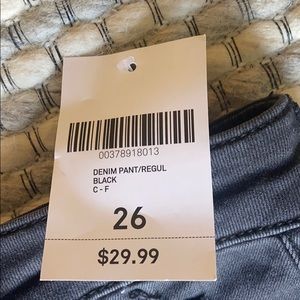 00378918013
DENIM PANT/REGUL
BLACK
C - F
26
$29.99